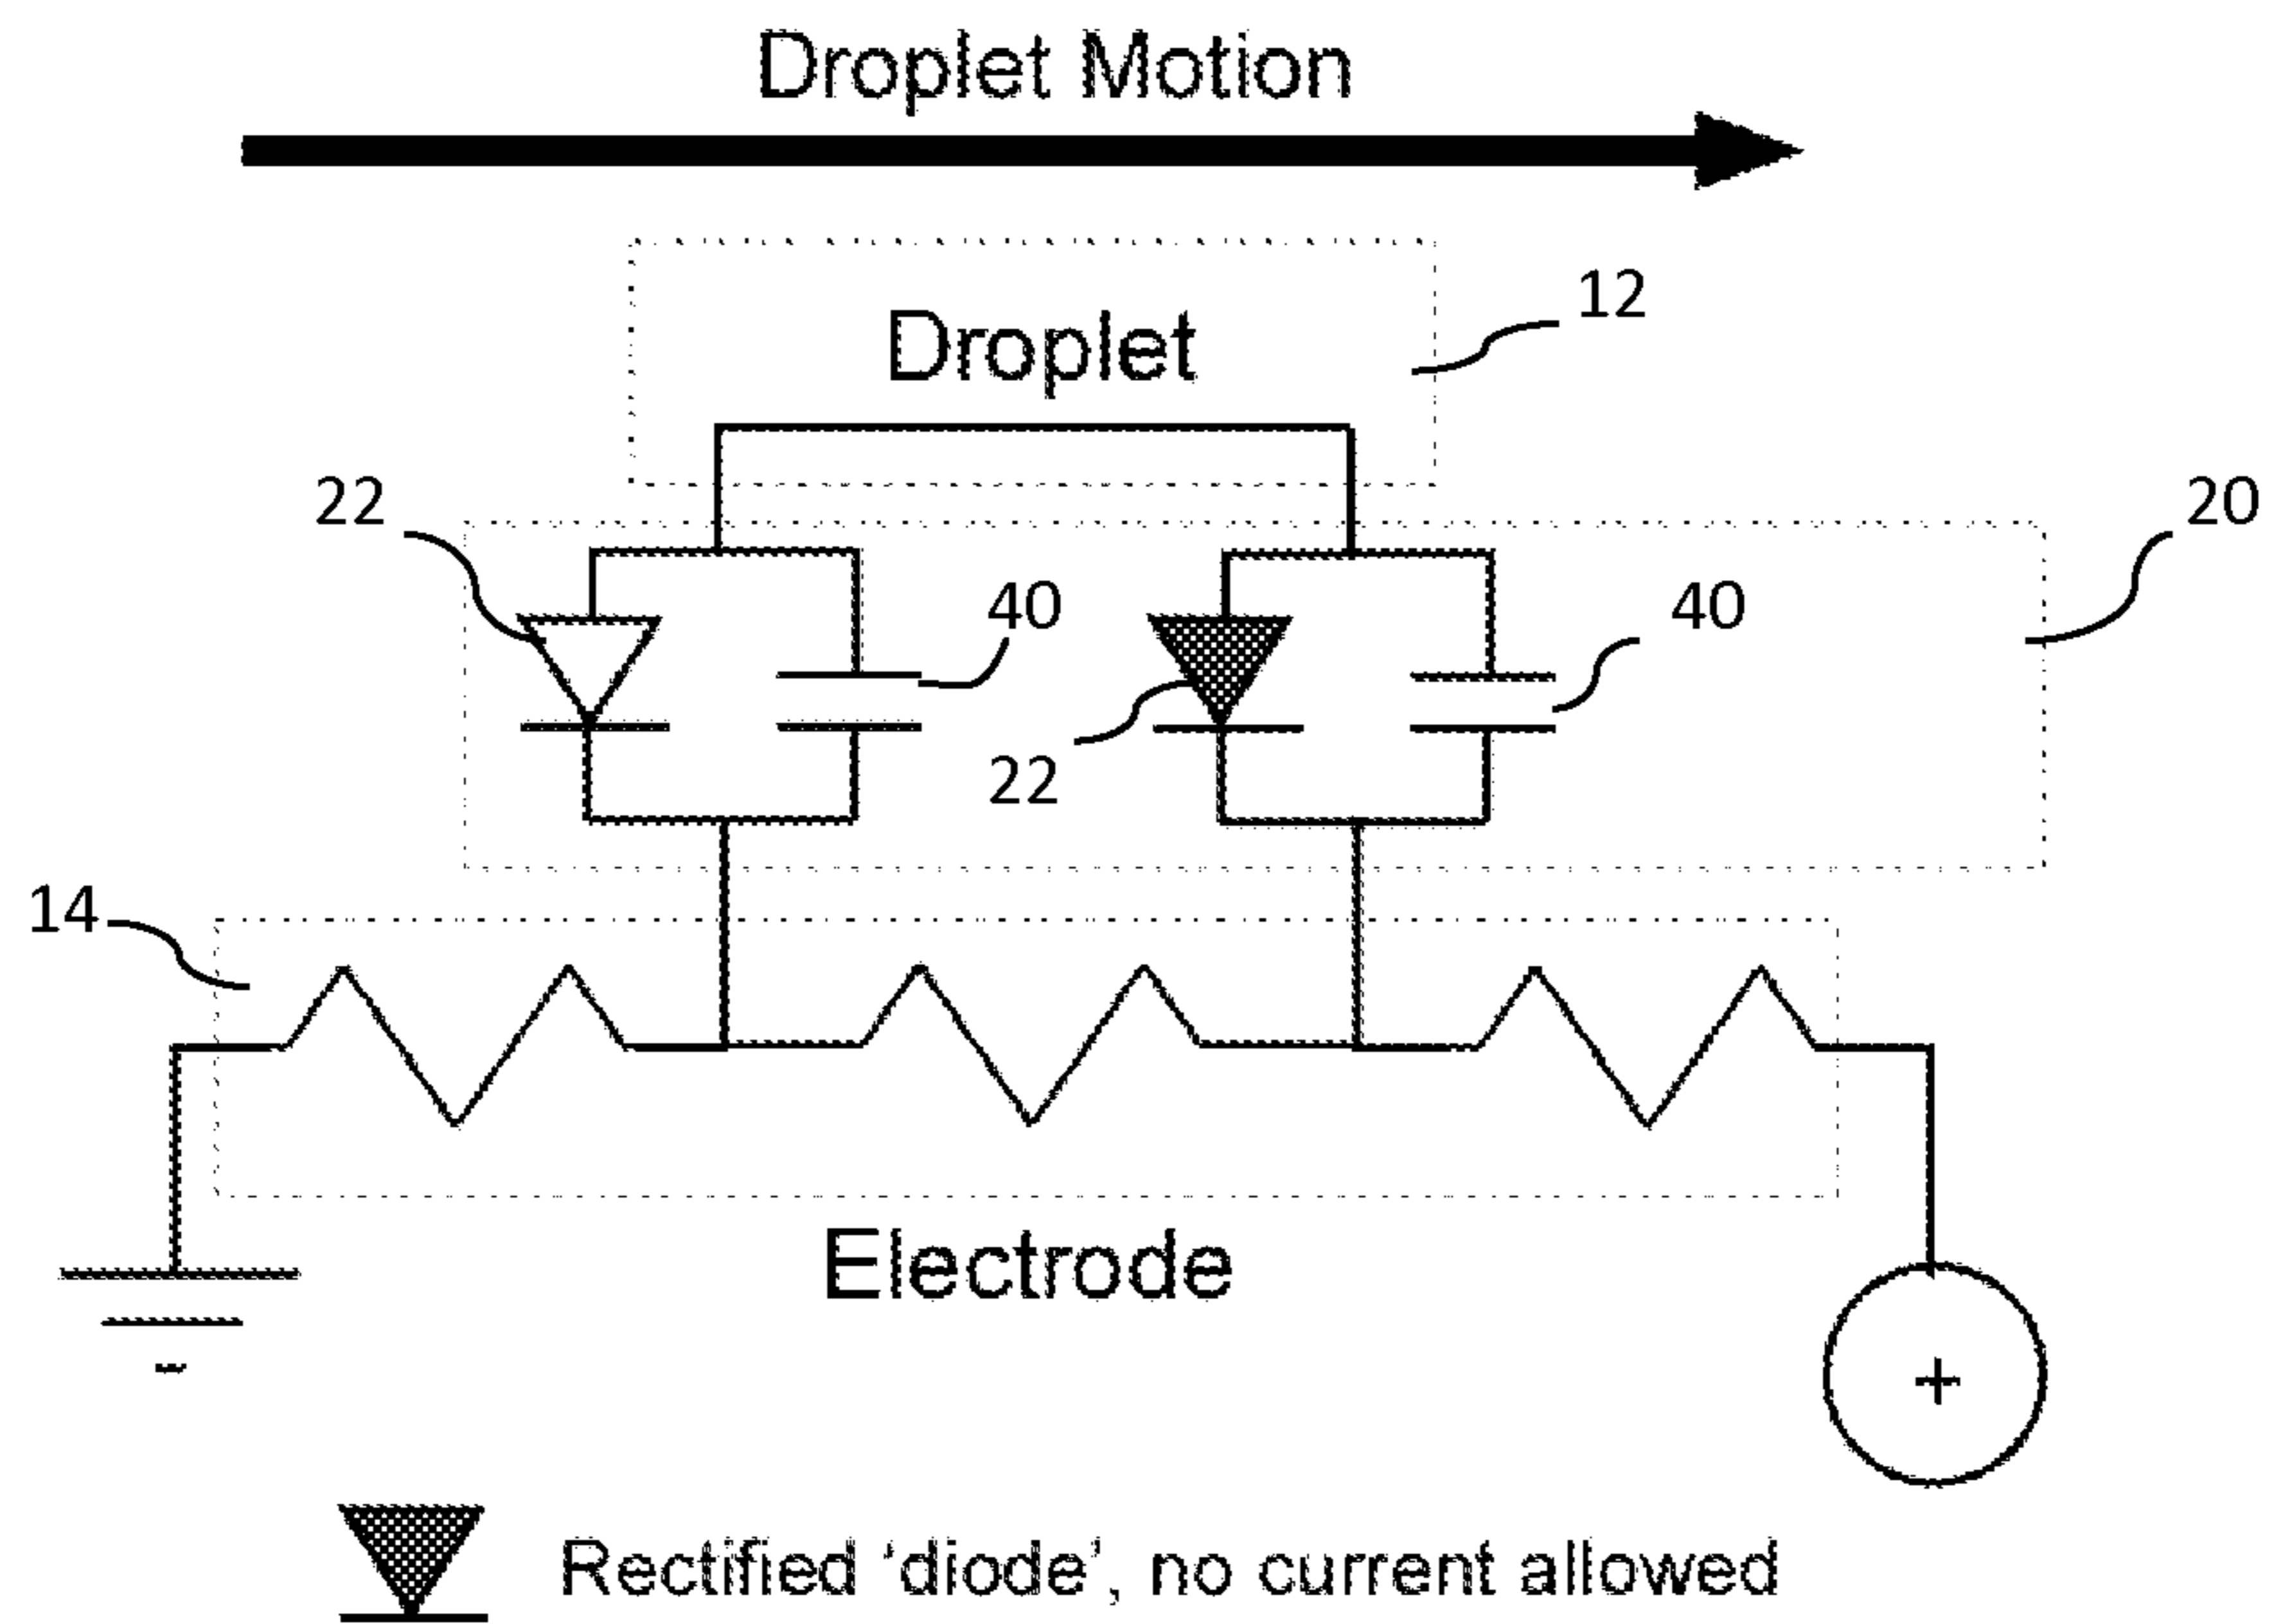 Droplet Motion
12
Droplet
22
20
40
40
22
14
Electrode
+
Rectified ‘diode’, no current allowed